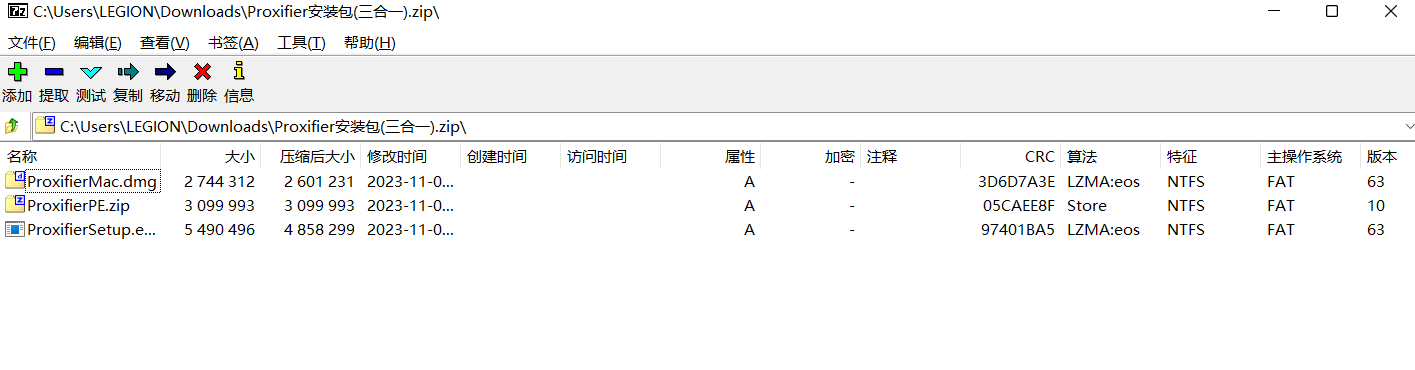 C:\Users\LEGION\Downloads\Proxifier安装包(三合一).zip\
文件(F) 编辑(E) 查看(V) 书签(A) 工具(T) 帮助(H)
添加 提取 测试 复制 移动 删除 信息
C:\Users\LEGION\Downloads\Proxifier安装包(三合一).zip\
名称 大小 压缩后大小 修改时间 创建时间 访问时间 属性 加密 注释 CRC 算法 特征 主操作系统 版本
ProxifierMac.dmg 2 744 312 2 601 231 2023-11-0... A - 3D6D7A3E LZMA:eos NTFS FAT 63
ProxifierPE.zip 3 099 993 3 099 993 2023-11-0... A - 05CAEE8F Store NTFS FAT 10
ProxifierSetup.e... 5 490 496 4 858 299 2023-11-0... A - 97401BA5 LZMA:eos NTFS FAT 63